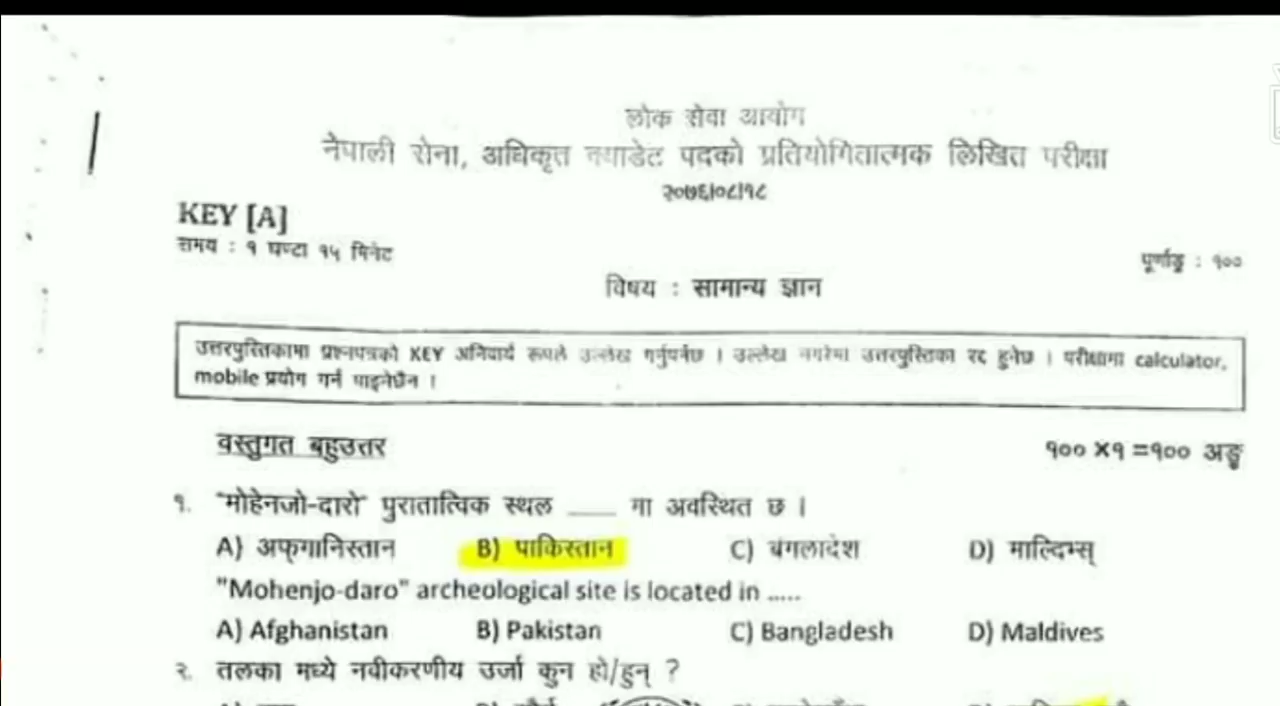 लोक सेवा आयोग
नेपाली सेना, अधिकृत क्याडेट पदको प्रतियोगितात्मक लिखित परीक्षा
२०७६।०८।१८
KEY [A]
समय : १ घण्टा १५ मिनेट
पूर्णाङ्क : १००
विषय : सामान्य ज्ञान
उत्तरपुस्तिकामा प्रश्नपत्रको KEY अनिवार्य रूपले उल्लेख गर्नुपर्नेछ । उल्लेख नगरेमा उत्तरपुस्तिका रद्द हुनेछ । परीक्षामा calculator,
mobile प्रयोग गर्न पाइनेछैन ।
वस्तुगत बहुउत्तर
१०० X१ =१०० अङ्क
१. "मोहेनजो-दारो" पुरातात्विक स्थल ...... मा अवस्थित छ ।
A) अफ्गानिस्तान B) पाकिस्तान C) बंगलादेश D) माल्दिभ्स्
"Mohenjo-daro" archeological site is located in .....
A) Afghanistan B) Pakistan C) Bangladesh D) Maldives
२. तलका मध्ये नवीकरणीय उर्जा कुन हो/हुन् ?